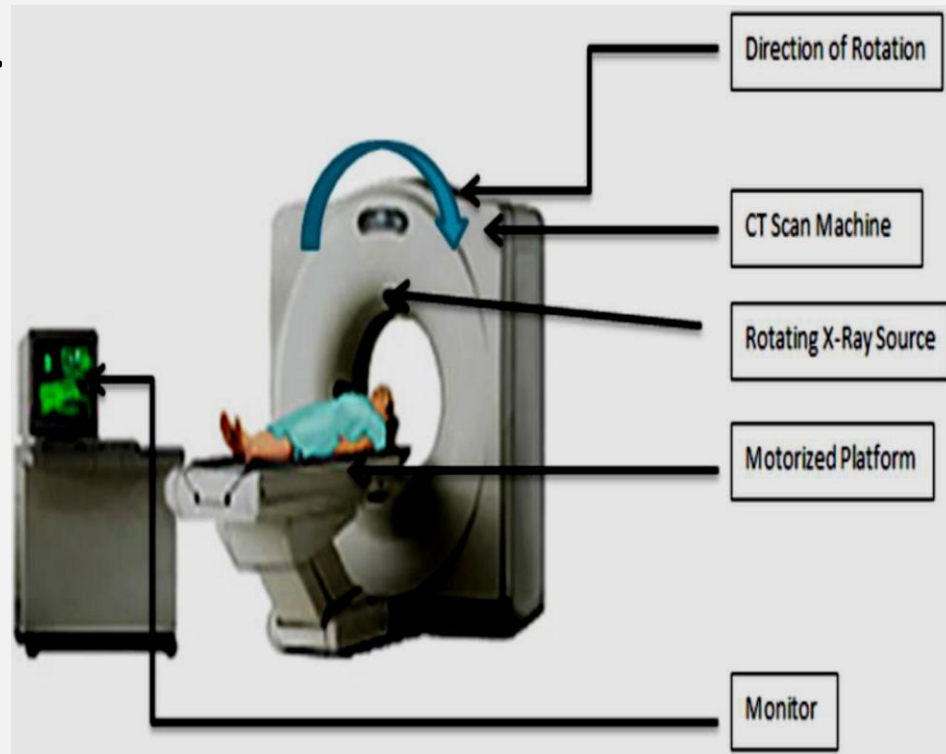 Direction of Rotation
CT Scan Machine
Rotating X-Ray Source
Motorized Platform
Monitor